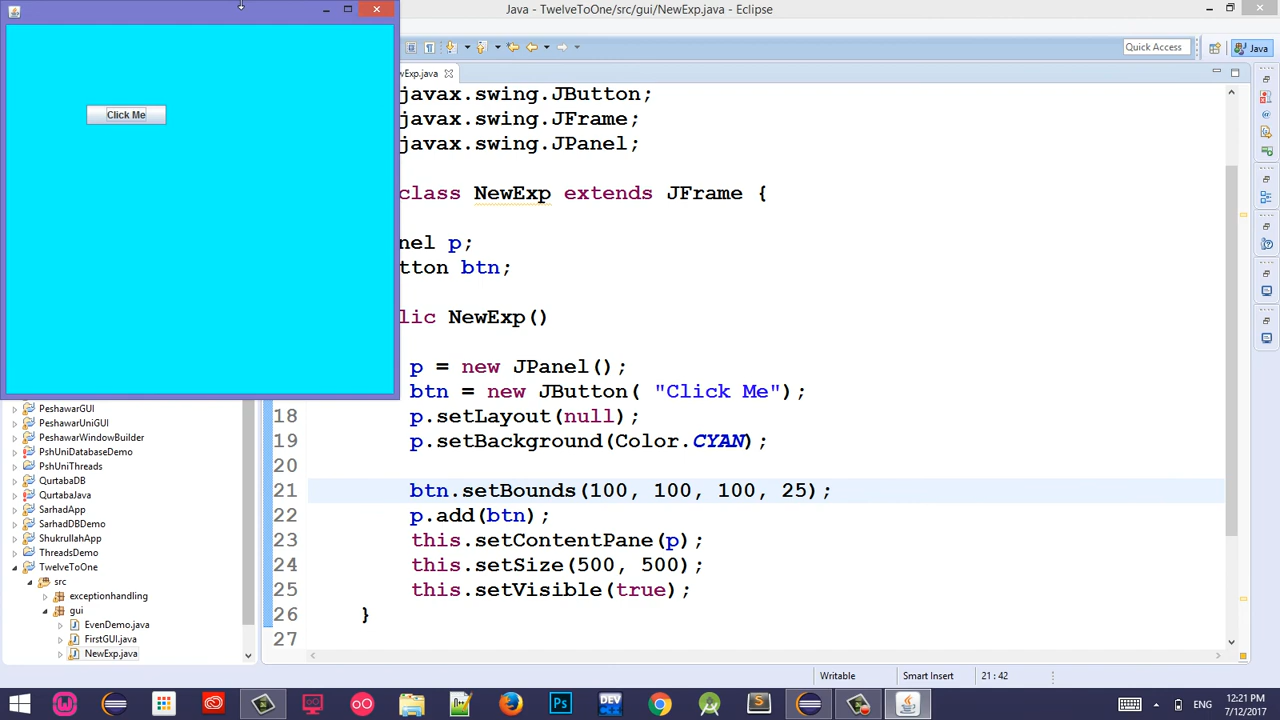 Java - TwelveToOne/src/gui/NewExp.java - Eclipse
Quick Access
Java
wExp.java
javax.swing.JButton;
javax.swing.JFrame;
javax.swing.JPanel;
Click Me
class NewExp extends JFrame {
nel p;
tton btn;
lic NewExp()
p = new JPanel();
btn = new JButton( "Click Me");
18 p.setLayout(null);
19 p.setBackground(Color.CYAN);
20
21 btn.setBounds(100, 100, 100, 25);
22 p.add(btn);
23 this.setContentPane(p);
24 this.setSize(500, 500);
25 this.setVisible(true);
26 }
27
PeshawarGUI
PeshawarUniGUI
PeshawarWindowBuilder
PshUniDatabaseDemo
PshUniThreads
QurtabaDB
QurtabaJava
SarhadApp
SarhadDBDemo
ShukrullahApp
ThreadsDemo
TwelveToOne
src
exceptionhandling
gui
EvenDemo.java
FirstGUI.java
NewExp.java
Writable
Smart Insert
21 : 42
Ps
DEV
S
ENG
12:21 PM
7/12/2017